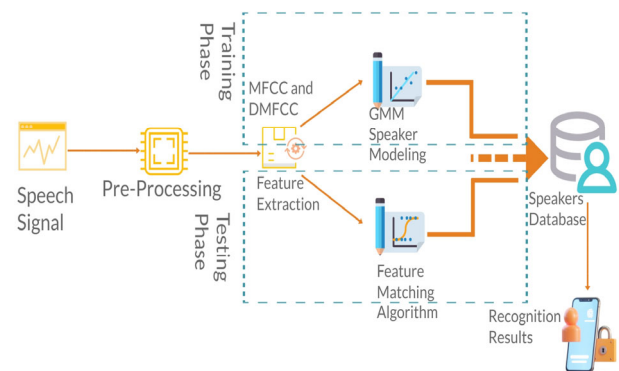 Training
Phase
MFCC and
DMFCC
GMM
Speaker
Modeling
Speech
Signal
Pre-Processing
Feature
Extraction
Testing
Phase
Feature
Matching
Algorithm
Speakers
Database
Recognition
Results